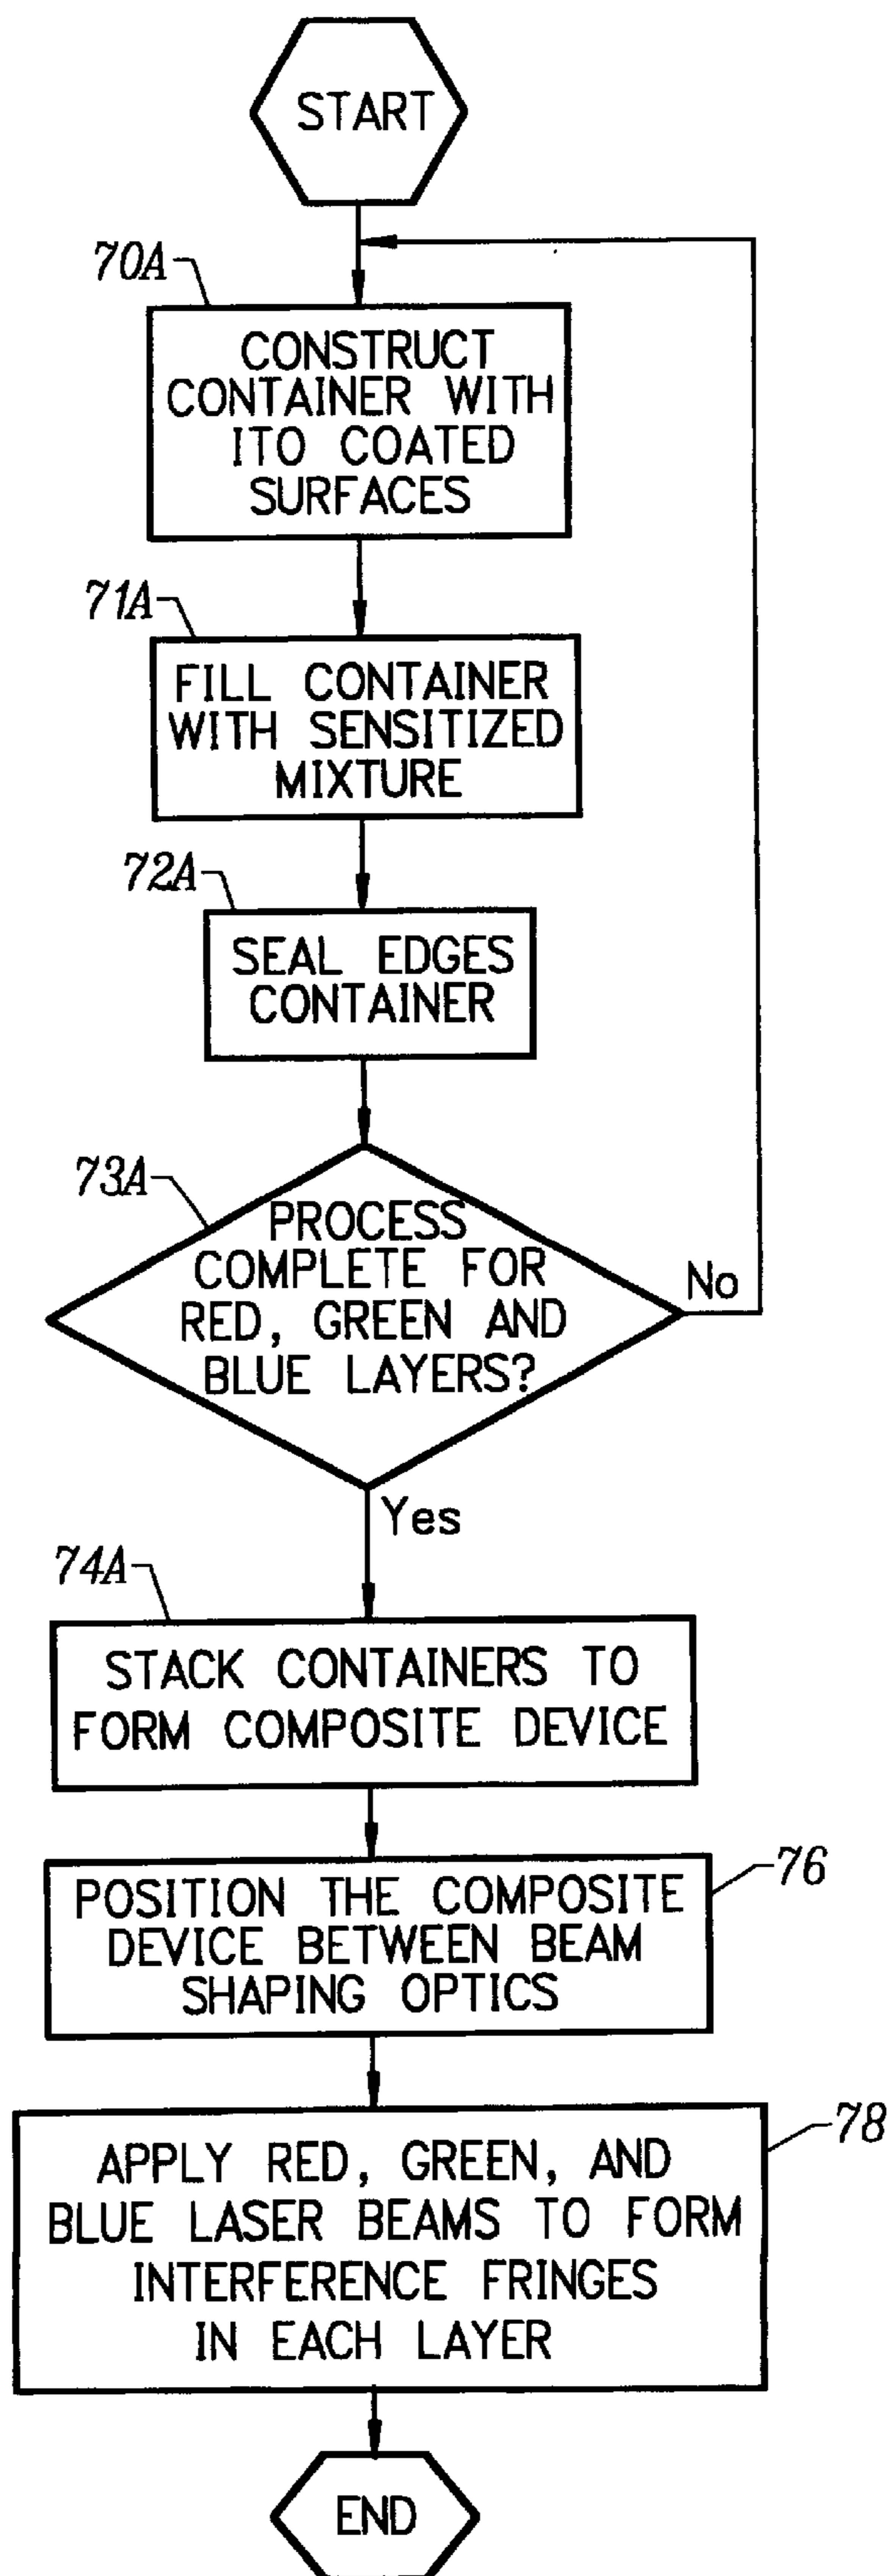 START
70A
CONSTRUCT
CONTAINER WITH
ITO COATED
SURFACES
71A
FILL CONTAINER
WITH SENSITIZED
MIXTURE
72A
SEAL EDGES
CONTAINER
73A
PROCESS
COMPLETE FOR
RED, GREEN AND
BLUE LAYERS?
No
Yes
74A
STACK CONTAINERS TO
FORM COMPOSITE DEVICE
76
POSITION THE COMPOSITE
DEVICE BETWEEN BEAM
SHAPING OPTICS
78
APPLY RED, GREEN, AND
BLUE LASER BEAMS TO FORM
INTERFERENCE FRINGES
IN EACH LAYER
END